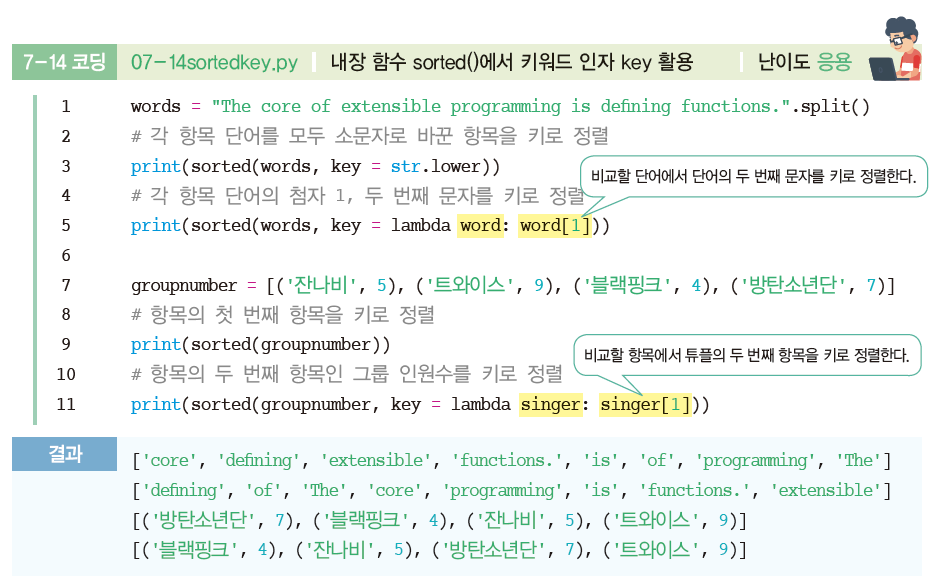 7-14 코딩 07-14sortedkey.py 내장 함수 sorted()에서 키워드 인자 key 활용 난이도 응용
1 words = "The core of extensible programming is defining functions.".split()
2 # 각 항목 단어를 모두 소문자로 바꾼 항목을 키로 정렬
3 print(sorted(words, key = str.lower))
비교할 단어에서 단어의 두 번째 문자를 키로 정렬한다.
4 # 각 항목 단어의 첨자 1, 두 번째 문자를 키로 정렬
5 print(sorted(words, key = lambda word: word[1]))
6
7 groupnumber = [('잔나비', 5), ('트와이스', 9), ('블랙핑크', 4), ('방탄소년단', 7)]
8 # 항목의 첫 번째 항목을 키로 정렬
9 print(sorted(groupnumber))
비교할 항목에서 튜플의 두 번째 항목을 키로 정렬한다.
10 # 항목의 두 번째 항목인 그룹 인원수를 키로 정렬
11 print(sorted(groupnumber, key = lambda singer: singer[1]))
결과
['core', 'defining', 'extensible', 'functions.', 'is', 'of', 'programming', 'The']
['defining', 'of', 'The', 'core', 'programming', 'is', 'functions.', 'extensible']
[('방탄소년단', 7), ('블랙핑크', 4), ('잔나비', 5), ('트와이스', 9)]
[('블랙핑크', 4), ('잔나비', 5), ('방탄소년단', 7), ('트와이스', 9)]